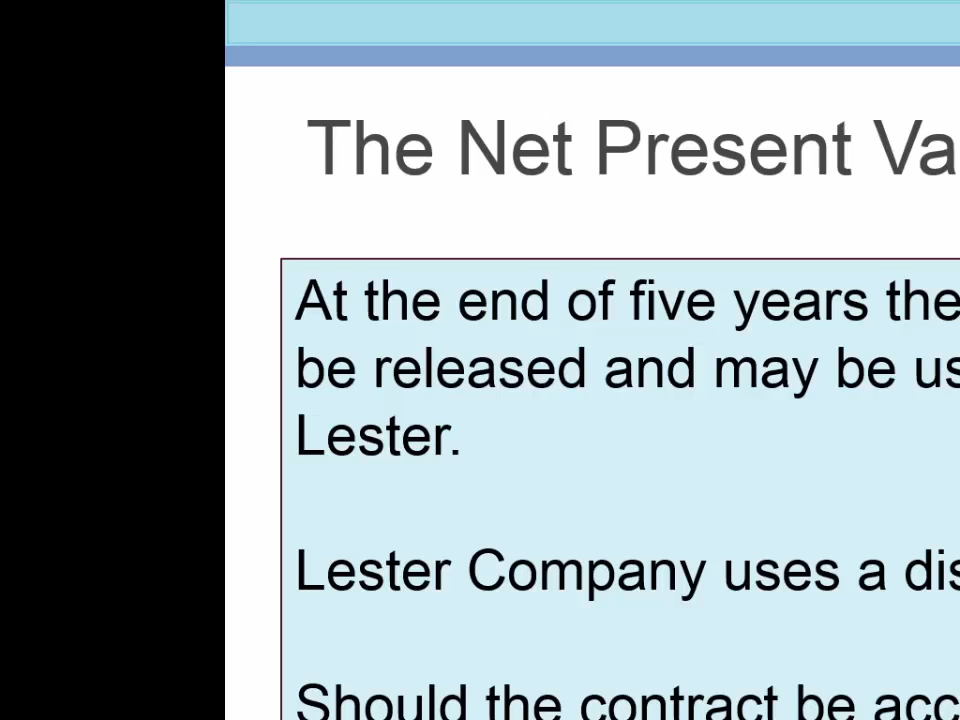 The Net Present Va
At the end of five years the
be released and may be us
Lester.
Lester Company uses a dis
Should the contract be acc